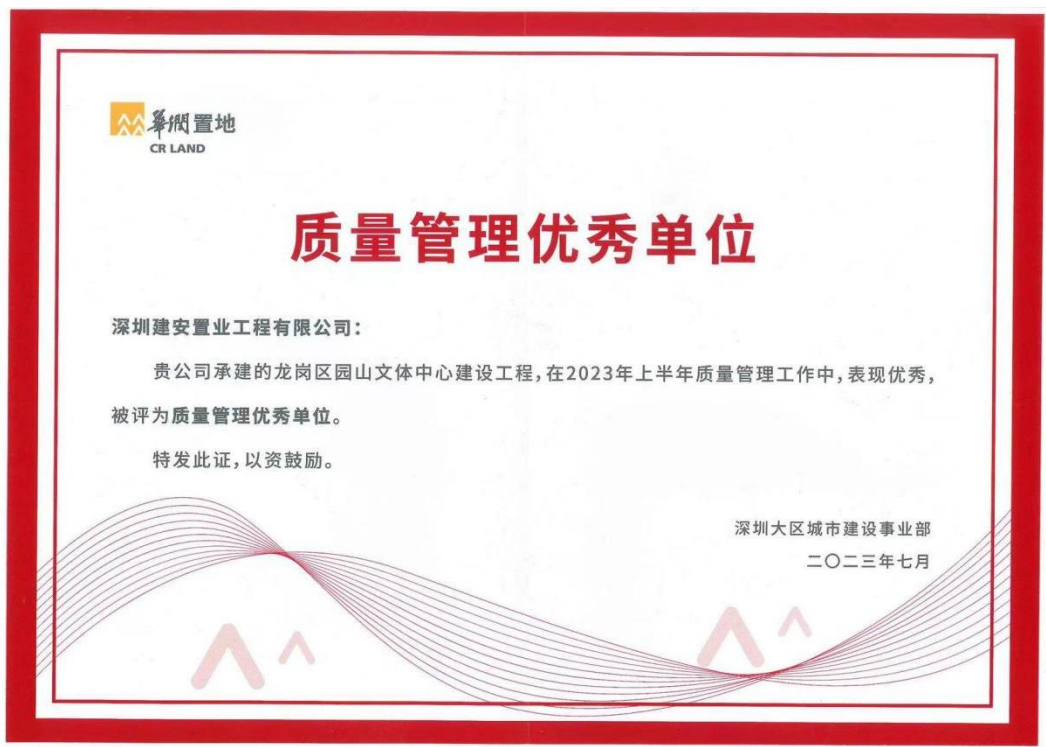 華潤置地
CR LAND
质量管理优秀单位
深圳建安置业工程有限公司：
贵公司承建的龙岗区园山文体中心建设工程，在2023年上半年质量管理工作中，表现优秀，
被评为质量管理优秀单位。
特发此证，以资鼓励。
深圳大区城市建设事业部
二〇二三年七月